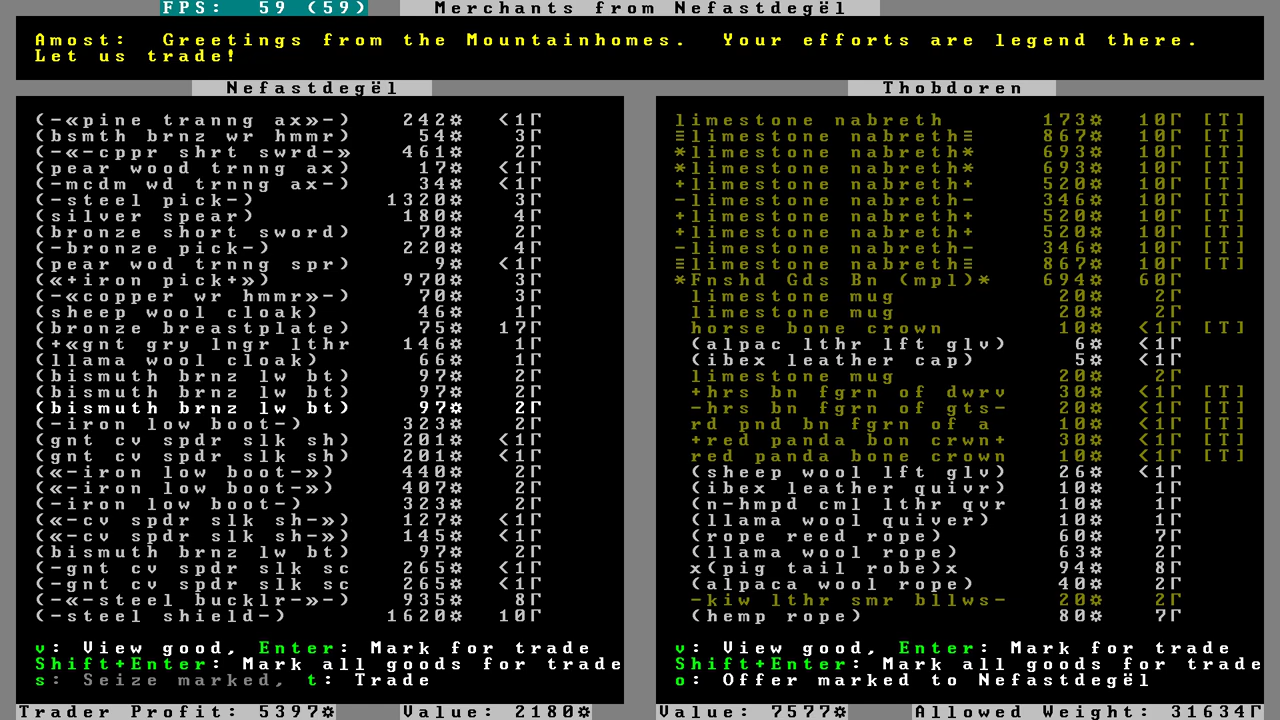 FPS: 59 (59) Merchants from Nefastdegël
Amost: Greetings from the Mountainhomes. Your efforts are legend there.
Let us trade!
Nefastdegël
(-«pine tranng ax»-) 242☼ <1Γ
(bsmth brnz wr hmmr) 54☼ 3Γ
(-«-cppr shrt swrd-» 461☼ 2Γ
(pear wood trnng ax) 17☼ <1Γ
(-mcdm wd trnng ax-) 34☼ <1Γ
(-steel pick-) 1320☼ 3Γ
(silver spear) 180☼ 4Γ
(bronze short sword) 70☼ 2Γ
(-bronze pick-) 220☼ 4Γ
(pear wod trnng spr) 9☼ <1Γ
(«+iron pick+») 970☼ 3Γ
(-«copper wr hmmr»-) 70☼ 3Γ
(sheep wool cloak) 46☼ 1Γ
(bronze breastplate) 75☼ 17Γ
(+«gnt gry lngr lthr 146☼ 1Γ
(llama wool cloak) 66☼ 1Γ
(bismuth brnz lw bt) 97☼ 2Γ
(bismuth brnz lw bt) 97☼ 2Γ
(bismuth brnz lw bt) 97☼ 2Γ
(-iron low boot-) 323☼ 2Γ
(gnt cv spdr slk sh) 201☼ <1Γ
(gnt cv spdr slk sh) 201☼ <1Γ
(«-iron low boot-») 440☼ 2Γ
(«-iron low boot-») 407☼ 2Γ
(-iron low boot-) 323☼ 2Γ
(«-cv spdr slk sh-») 127☼ <1Γ
(«-cv spdr slk sh-») 145☼ <1Γ
(bismuth brnz lw bt) 97☼ 2Γ
(-gnt cv spdr slk sc 265☼ <1Γ
(-gnt cv spdr slk sc 265☼ <1Γ
(-«-steel bucklr-»-) 935☼ 8Γ
(-steel shield-) 1620☼ 10Γ
v: View good, Enter: Mark for trade
Shift+Enter: Mark all goods for trade
s: Seize marked, t: Trade
Trader Profit: 5397☼ Value: 2180☼
Thobdoren
limestone nabreth 173☼ 10Γ [T]
≡limestone nabreth≡ 867☼ 10Γ [T]
*limestone nabreth* 693☼ 10Γ [T]
*limestone nabreth* 693☼ 10Γ [T]
+limestone nabreth+ 520☼ 10Γ [T]
-limestone nabreth- 346☼ 10Γ [T]
+limestone nabreth+ 520☼ 10Γ [T]
+limestone nabreth+ 520☼ 10Γ [T]
-limestone nabreth- 346☼ 10Γ [T]
≡limestone nabreth≡ 867☼ 10Γ [T]
*Fnshd Gds Bn (mpl)* 694☼ 60Γ
limestone mug 20☼ 2Γ
limestone mug 20☼ 2Γ
horse bone crown 10☼ <1Γ [T]
(alpac lthr lft glv) 6☼ <1Γ
(ibex leather cap) 5☼ <1Γ
limestone mug 20☼ 2Γ
+hrs bn fgrn of dwrv 30☼ <1Γ [T]
-hrs bn fgrn of gts- 20☼ <1Γ [T]
rd pnd bn fgrn of a 10☼ <1Γ [T]
+red panda bon crwn+ 30☼ <1Γ [T]
red panda bone crown 10☼ <1Γ [T]
(sheep wool lft glv) 26☼ <1Γ
(ibex leather quivr) 10☼ 1Γ
(n-hmpd cml lthr qvr 10☼ 1Γ
(llama wool quiver) 10☼ 1Γ
(rope reed rope) 60☼ 7Γ
(llama wool rope) 63☼ 2Γ
x(pig tail robe)x 94☼ 8Γ
(alpaca wool rope) 40☼ 2Γ
-kiw lthr smr bllws- 20☼ 2Γ
(hemp rope) 80☼ 7Γ
v: View good, Enter: Mark for trade
Shift+Enter: Mark all goods for trade
o: Offer marked to Nefastdegël
Value: 7577☼ Allowed Weight: 31634Γ